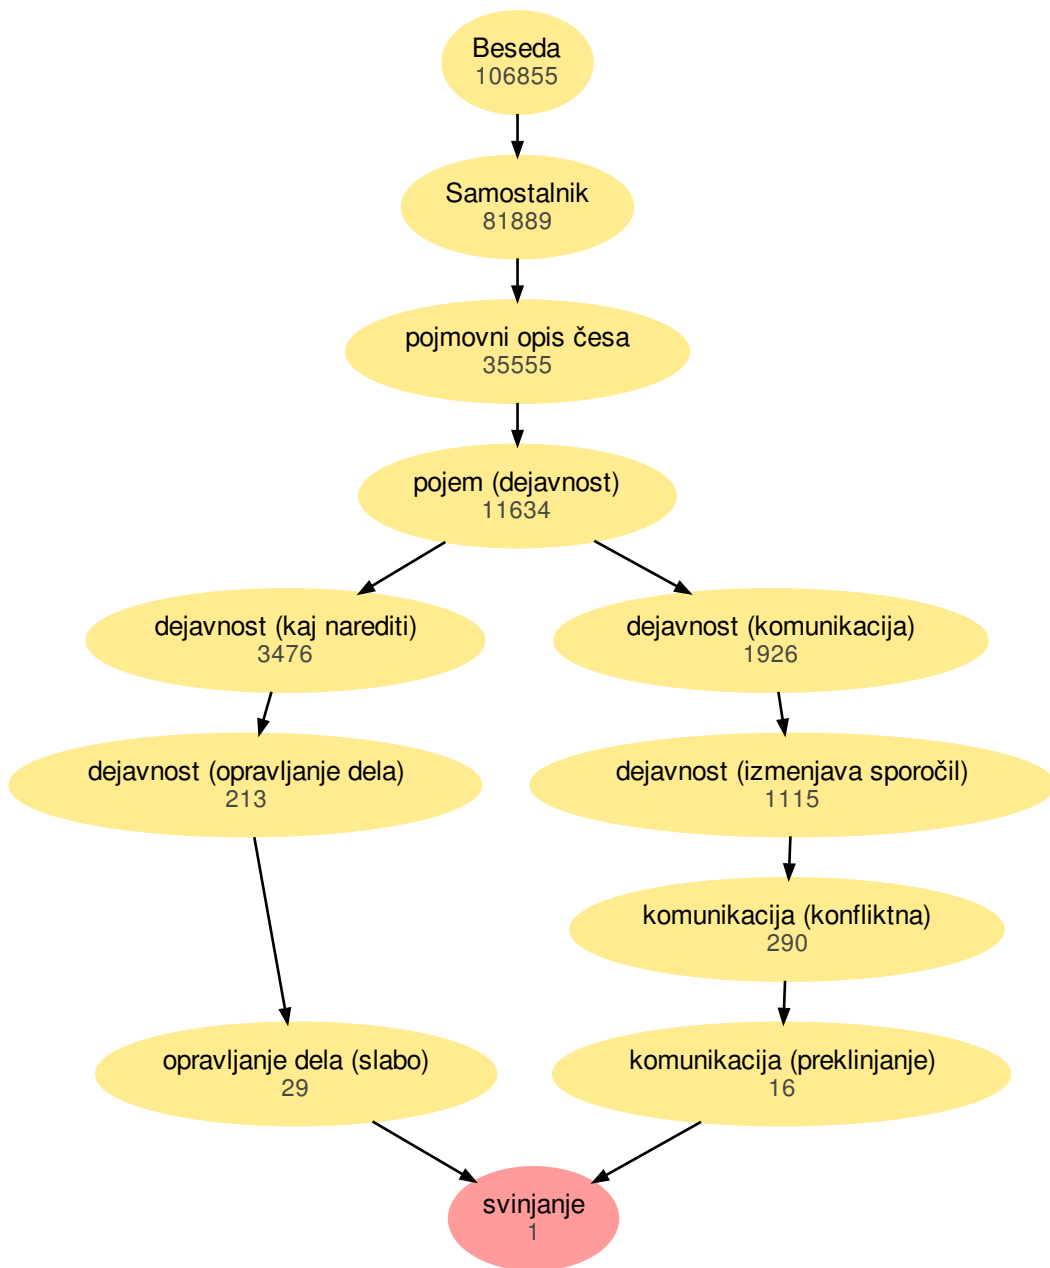 Beseda
106855
Samostalnik
81889
pojmovni opis česa
35555
pojem (dejavnost)
11634
dejavnost (kaj narediti)
3476
dejavnost (komunikacija)
1926
dejavnost (opravljanje dela)
213
dejavnost (izmenjava sporočil)
1115
komunikacija (konfliktna)
290
opravljanje dela (slabo)
29
komunikacija (preklinjanje)
16
svinjanje
1